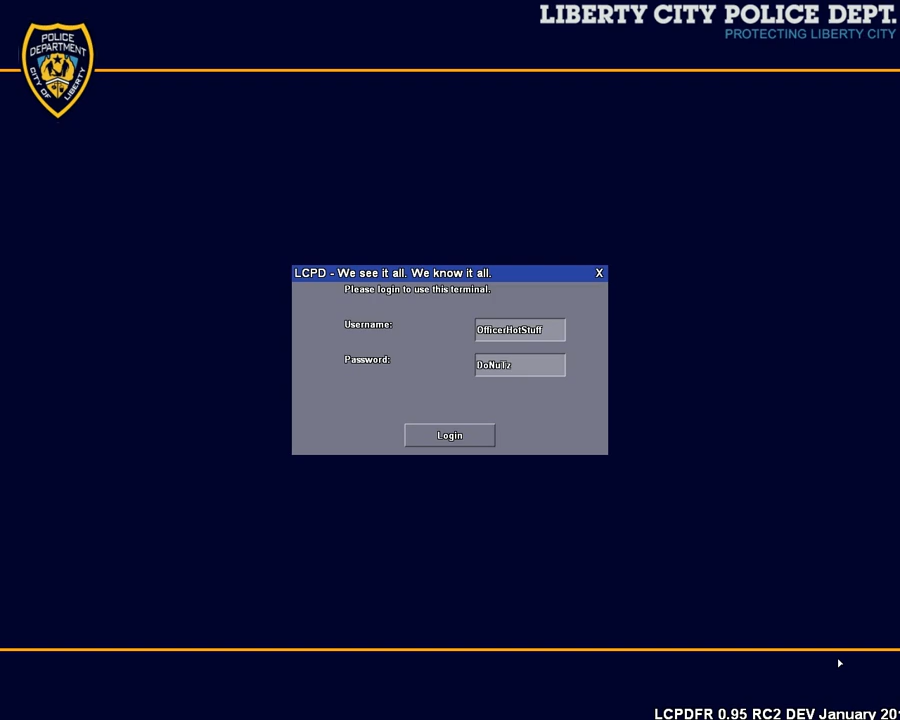 LIBERTY CITY POLICE DEPT.
PROTECTING LIBERTY CITY
POLICE
DEPARTMENT
CITY OF LIBERTY
LCPD - We see it all. We know it all. X
Please login to use this terminal.
Username: OfficerHotStuff
Password: DoNuTz
Login
LCPDFR 0.95 RC2 DEV January